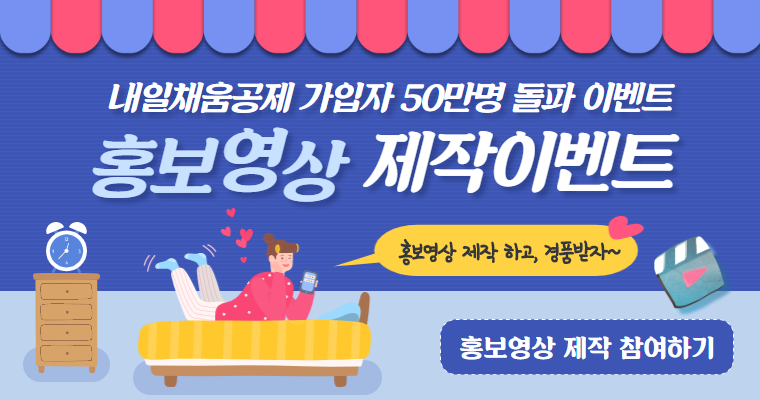 내일채움공제 가입자 50만명 돌파 이벤트
홍보영상 제작이벤트
홍보영상 제작 하고, 경품받자~
홍보영상 제작 참여하기